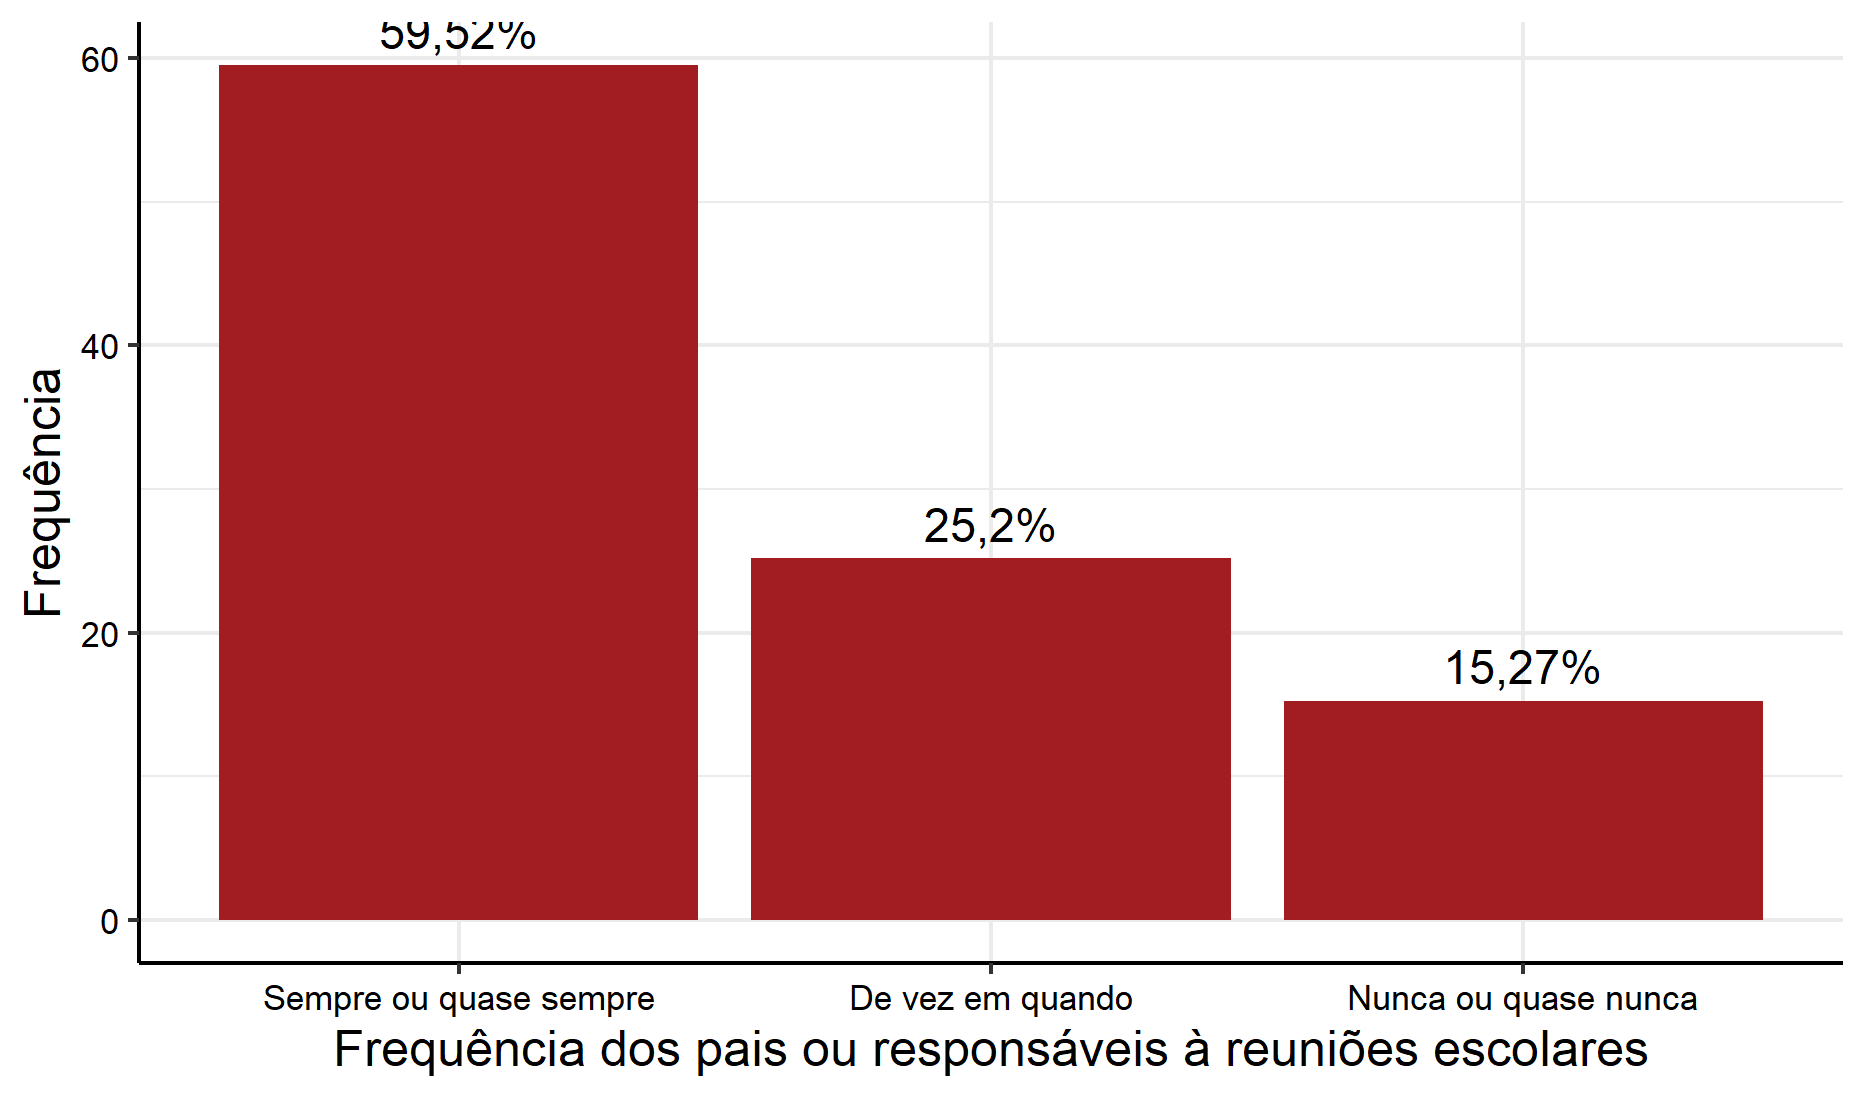 59,52%
60
40
25,2%
20
15,27%
0
Frequência
Sempre ou quase sempre
De vez em quando
Nunca ou quase nunca
Frequência dos pais ou responsáveis à reuniões escolares